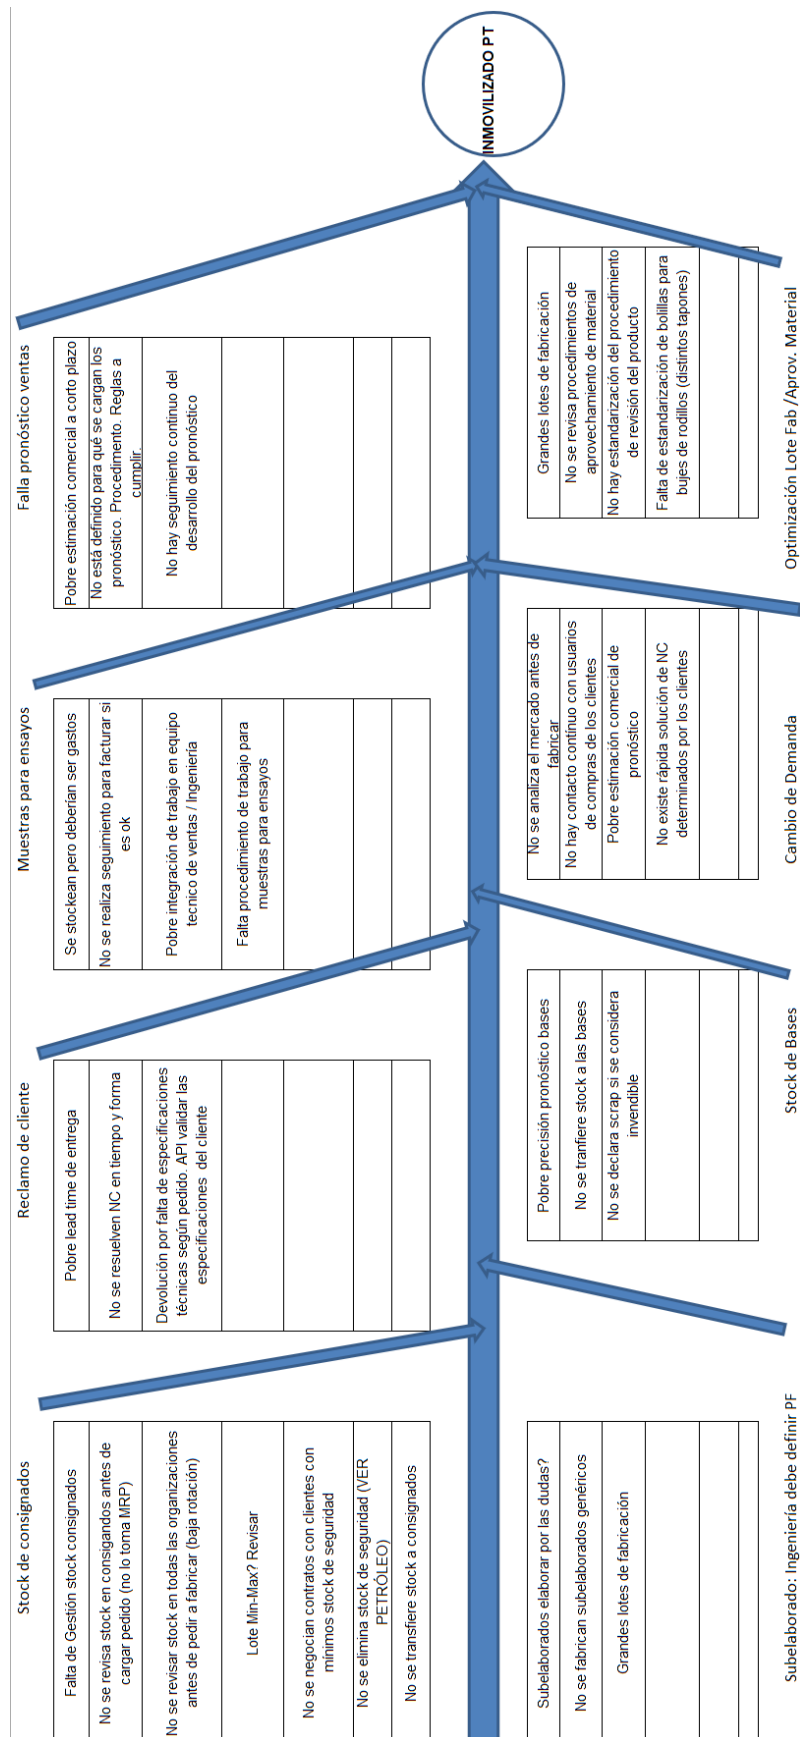 Stock de consignados
Falta de Gestión stock consignados
No se revisa stock en consigandos antes de
cargar pedido (no lo toma MRP)
No se revisar stock en todas las organizaciones
antes de pedir a fabricar (baja rotación)
Lote Min-Max? Revisar
No se negocian contratos con clientes con
mínimos stock de seguridad
No se elimina stock de seguridad (VER
PETRÓLEO)
No se transfiere stock a consignados
Reclamo de cliente
Pobre lead time de entrega
No se resuelven NC en tiempo y forma
Devolución por falta de especificaciones
técnicas según pedido. API validar las
especificaciones del cliente
Muestras para ensayos
Se stockean pero deberían ser gastos
No se realiza seguimiento para facturar si
es ok
Pobre integración de trabajo en equipo
tecnico de ventas / Ingeniería
Falta procedimiento de trabajo para
muestras para ensayos
Falla pronóstico ventas
Pobre estimación comercial a corto plazo
No está definido para qué se cargan los
pronóstico. Procedimento. Reglas a
cumplir.
No hay seguimiento continuo del
desarrollo del pronóstico
INMOVILIZADO PT
Subelaborados elaborar por las dudas?
No se fabrican subelaborados genéricos
Grandes lotes de fabricación
Subelaborado: Ingeniería debe definir PF
Pobre precisión pronóstico bases
No se tranfiere stock a las bases
No se declara scrap si se considera
invendible
Stock de Bases
No se analiza el mercado antes de
fabricar
No hay contacto contínuo con usuarios
de compras de los clientes
Pobre estimación comercial de
pronóstico
No existe rápida solución de NC
determinados por los clientes
Cambio de Demanda
Grandes lotes de fabricación
No se revisa procedimientos de
aprovechamiento de material
No hay estandarización del procedimiento
de revisión del producto
Falta de estandarización de bolillas para
bujes de rodillos (distintos tapones)
Optimización Lote Fab /Aprov. Material